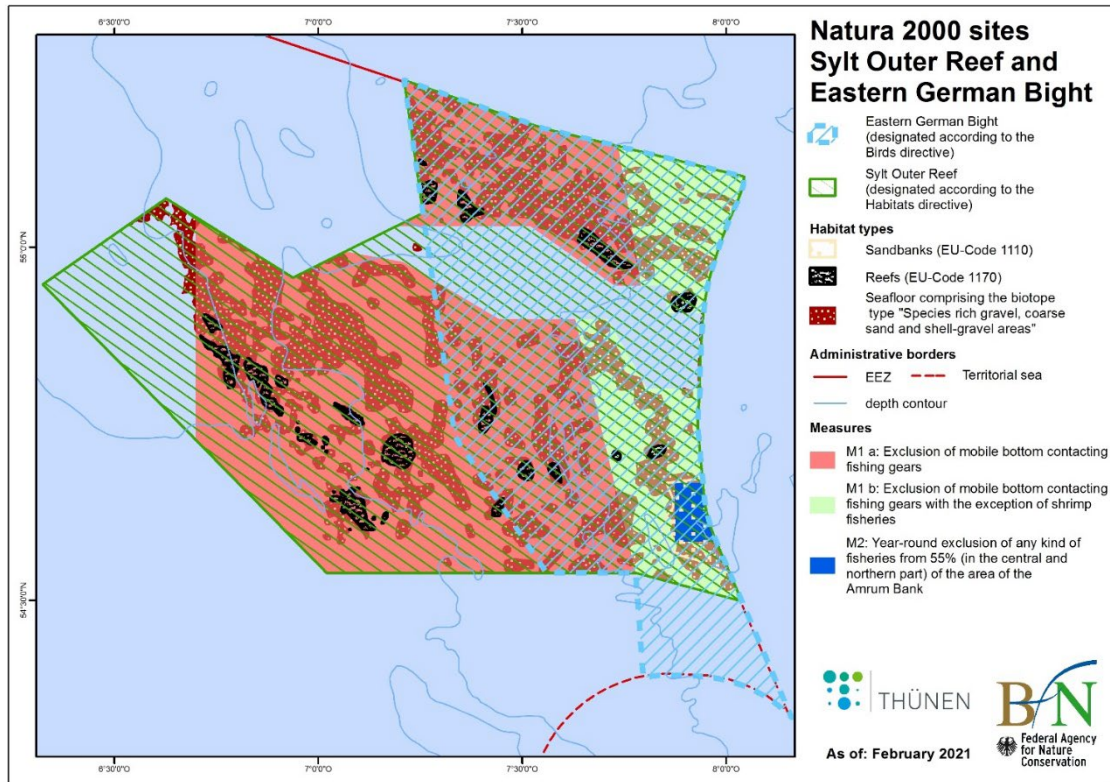 6°30'0"O
7°0'0"O
7°30'0"O
8°0'0"O
55°0'0"N
54°30'0"N
55°0'0"N
54°30'0"N
6°30'0"O
7°0'0"O
7°30'0"O
8°0'0"O
Natura 2000 sites
Sylt Outer Reef and
Eastern German Bight
Eastern German Bight
(designated according to the
Birds directive)
Sylt Outer Reef
(designated according to the
Habitats directive)
Habitat types
Sandbanks (EU-Code 1110)
Reefs (EU-Code 1170)
Seafloor comprising the biotope
type "Species rich gravel, coarse
sand and shell-gravel areas"
Administrative borders
EEZ
Territorial sea
depth contour
Measures
M1 a: Exclusion of mobile bottom contacting
fishing gears
M1 b: Exclusion of mobile bottom contacting
fishing gears with the exception of shrimp
fisheries
M2: Year-round exclusion of any kind of
fisheries from 55% (in the central and
northern part) of the area of the
Amrum Bank
THÜNEN
BfN
Federal Agency
for Nature
Conservation
As of: February 2021